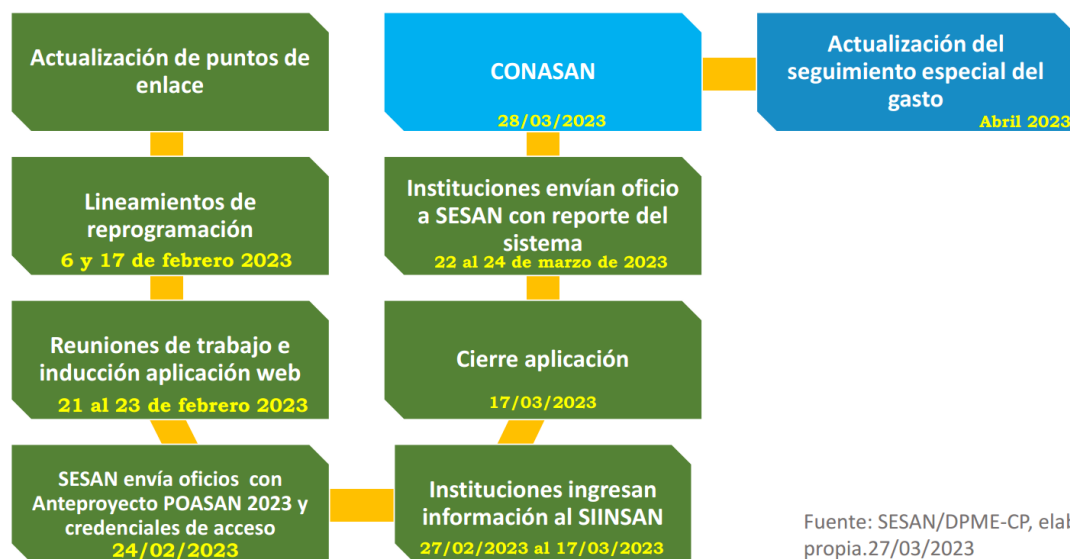 Actualización de puntos de
enlace
Lineamientos de
reprogramación
6 y 17 de febrero 2023
Reuniones de trabajo e
inducción aplicación web
21 al 23 de febrero 2023
SESAN envía oficios con
Anteproyecto POASAN 2023 y
credenciales de acceso
24/02/2023
Instituciones ingresan
información al SIINSAN
27/02/2023 al 17/03/2023
Cierre aplicación
17/03/2023
Instituciones envían oficio
a SESAN con reporte del
sistema
22 al 24 de marzo de 2023
CONASAN
28/03/2023
Actualización del
seguimiento especial del
gasto
Abril 2023
Fuente: SESAN/DPME-CP, elab
propia.27/03/2023